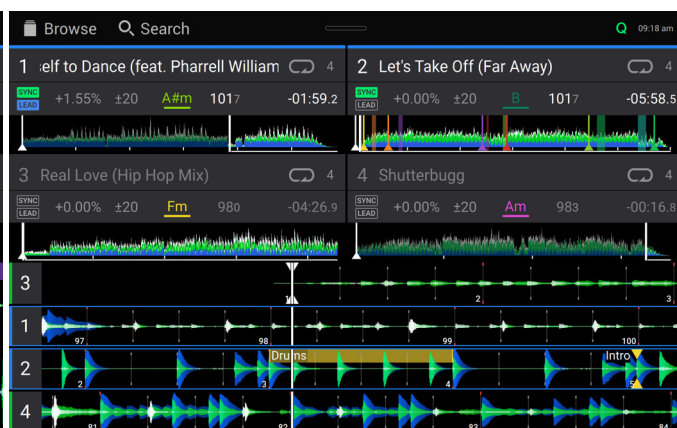 Browse Search Q 09:18 am
1 self to Dance (feat. Pharrell William 4
2 Let's Take Off (Far Away) 4
SYNC LEAD +1.55% ±20 A#m 1017 -01:59.2
SYNC LEAD +0.00% ±20 B 1017 -05:58.5
3 Real Love (Hip Hop Mix) 4
4 Shutterbugg 4
SYNC LEAD +0.00% ±20 Fm 980 -04:26.9
SYNC LEAD +0.00% ±20 Am 983 -00:16.8
3 1 2 3
1 97 98 99 100
2 2 3 Drums 4 Intro 5
4 81 82 83 84